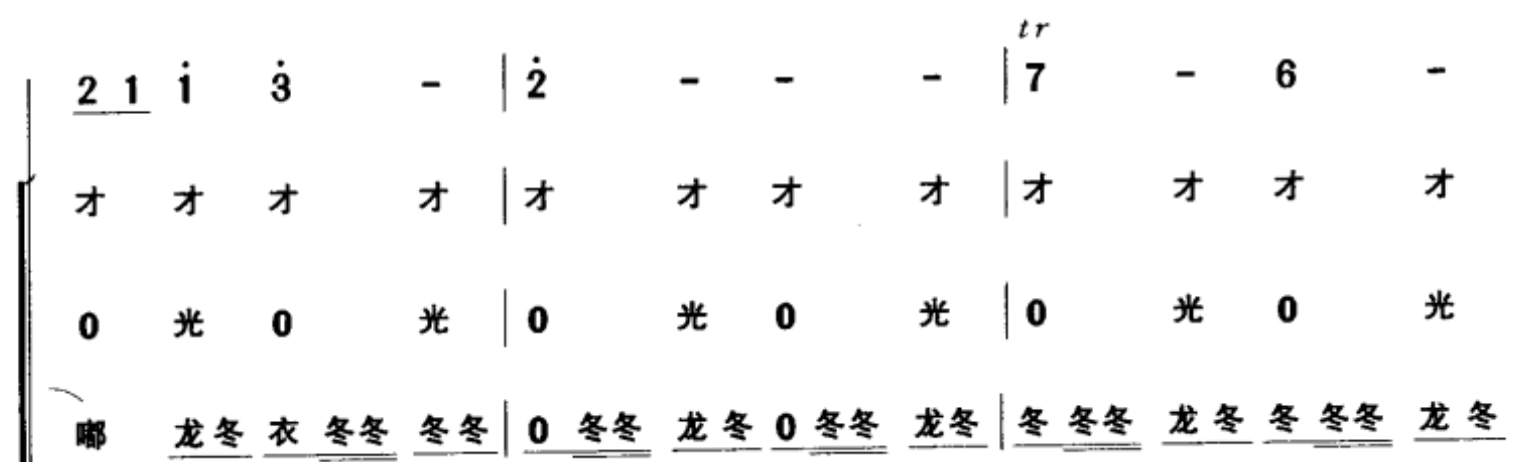 tr
2 1 i 3̇ - | 2̇ - - - | 7 - 6 -
才 才 才 才 | 才 才 才 才 | 才 才 才 才
0 光 0 光 | 0 光 0 光 | 0 光 0 光
嘟 龙冬 衣 冬冬 冬冬 | 0 冬冬 龙冬 0 冬冬 龙冬 | 冬 冬冬 龙冬 冬 冬冬 龙冬